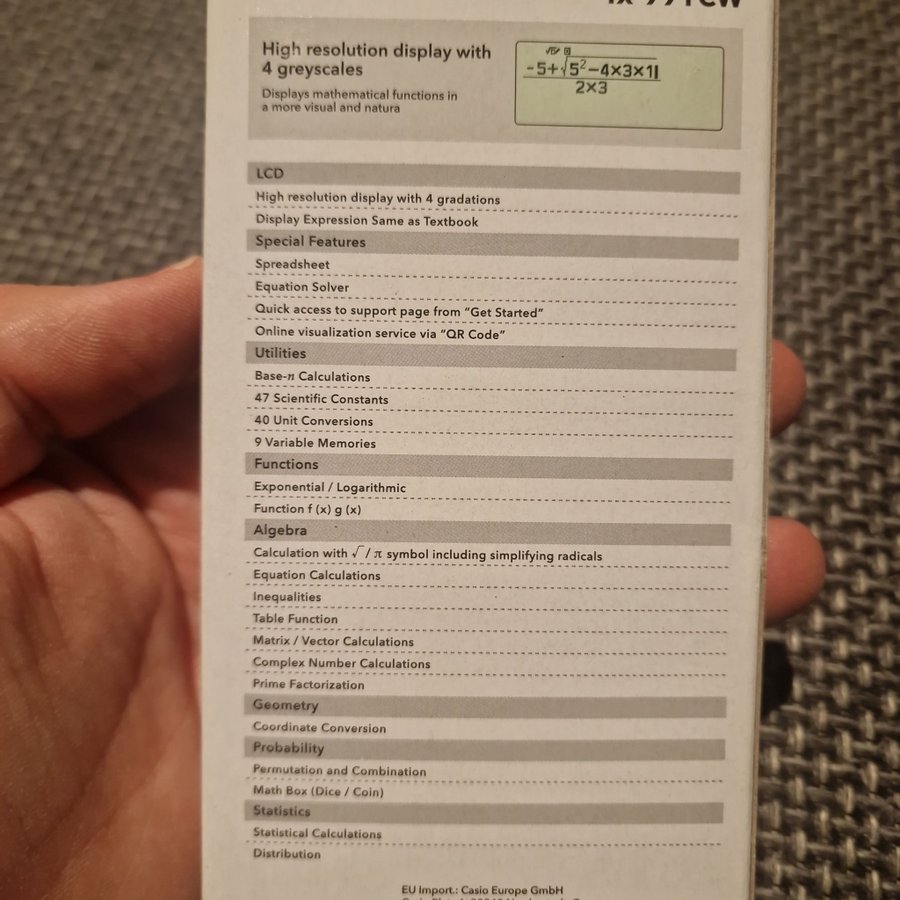 fx-991CW
High resolution display with
4 greyscales
Displays mathematical functions in
a more visual and natura
-5+√5²-4×3×1
2×3
LCD
High resolution display with 4 gradations
Display Expression Same as Textbook
Special Features
Spreadsheet
Equation Solver
Quick access to support page from “Get Started”
Online visualization service via “QR Code”
Utilities
Base-n Calculations
47 Scientific Constants
40 Unit Conversions
9 Variable Memories
Functions
Exponential / Logarithmic
Function f (x) g (x)
Algebra
Calculation with √ / π symbol including simplifying radicals
Equation Calculations
Inequalities
Table Function
Matrix / Vector Calculations
Complex Number Calculations
Prime Factorization
Geometry
Coordinate Conversion
Probability
Permutation and Combination
Math Box (Dice / Coin)
Statistics
Statistical Calculations
Distribution
EU Import.: Casio Europe GmbH